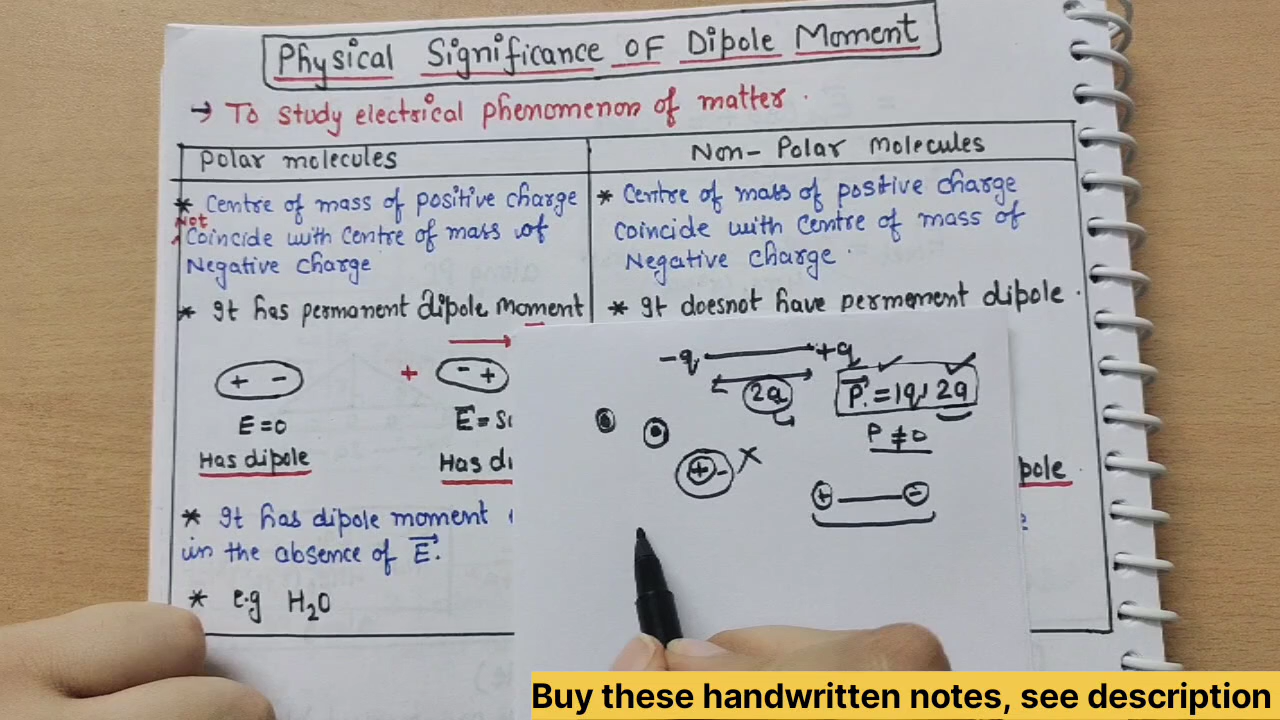 Physical Significance OF Dipole Moment
→ To study electrical phenomenon of matter.
Polar molecules
* Centre of mass of positive charge
Not
Coincide with Centre of mass of
Negative charge
* It has permanent dipole moment
+ -
E=0
Has dipole
+
- +
E=
Has
* It has dipole moment
in the absence of E.
* e.g H₂O
Non-Polar Molecules
* Centre of mass of positive charge
Coincide with Centre of mass of
Negative charge.
* It doesnot have permement dipole.
pole
-q +q
2a
P=|q|2a
P≠0
+ - x
+ -
Buy these handwritten notes, see description